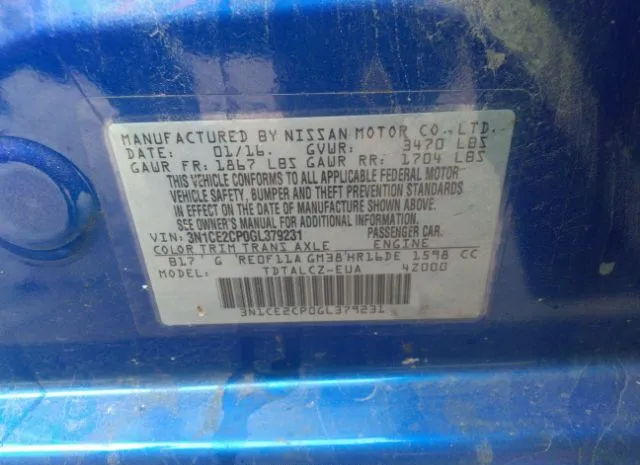 MANUFACTURED BY NISSAN MOTOR CO., LTD.
DATE: 01/16. GVWR: 3470 LBS
GAWR FR: 1867 LBS GAWR RR: 1704 LBS
THIS VEHICLE CONFORMS TO ALL APPLICABLE FEDERAL MOTOR
VEHICLE SAFETY, BUMPER AND THEFT PREVENTION STANDARDS
IN EFFECT ON THE DATE OF MANUFACTURE SHOWN ABOVE.
SEE OWNER'S MANUAL FOR ADDITIONAL INFORMATION.
VIN: 3N1CE2CP0GL379231 PASSENGER CAR.
COLOR TRIM TRANS AXLE ENGINE
B17 G RE0F11A GM38 HR16DE 1598 CC
MODEL: TDTALCZ-EUA 42000
3N1CE2CP0GL379231